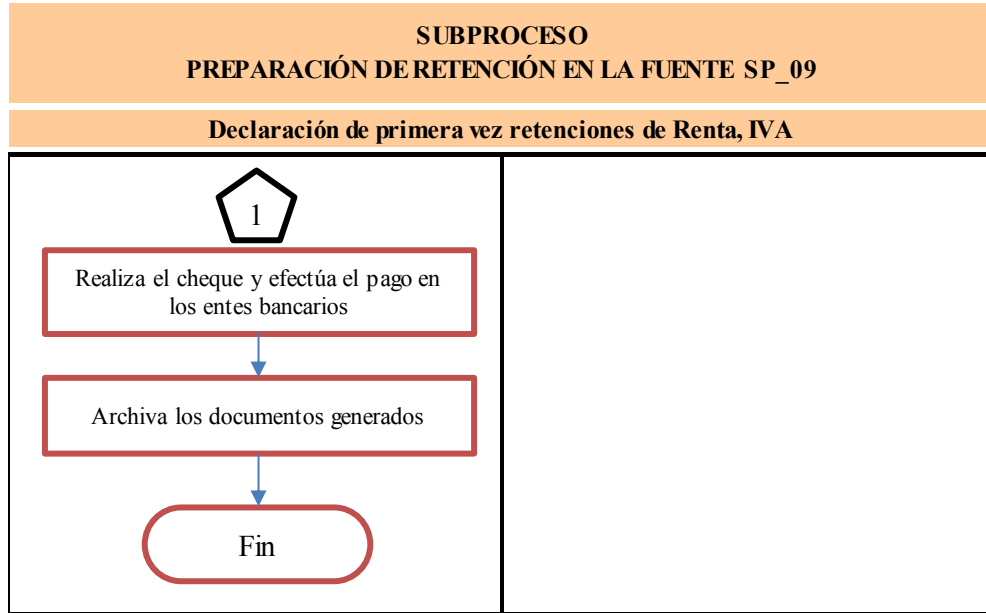 SUBPROCESO
PREPARACIÓN DE RETENCIÓN EN LA FUENTE SP_09
Declaración de primera vez retenciones de Renta, IVA
1
Realiza el cheque y efectúa el pago en
los entes bancarios
Archiva los documentos generados
Fin